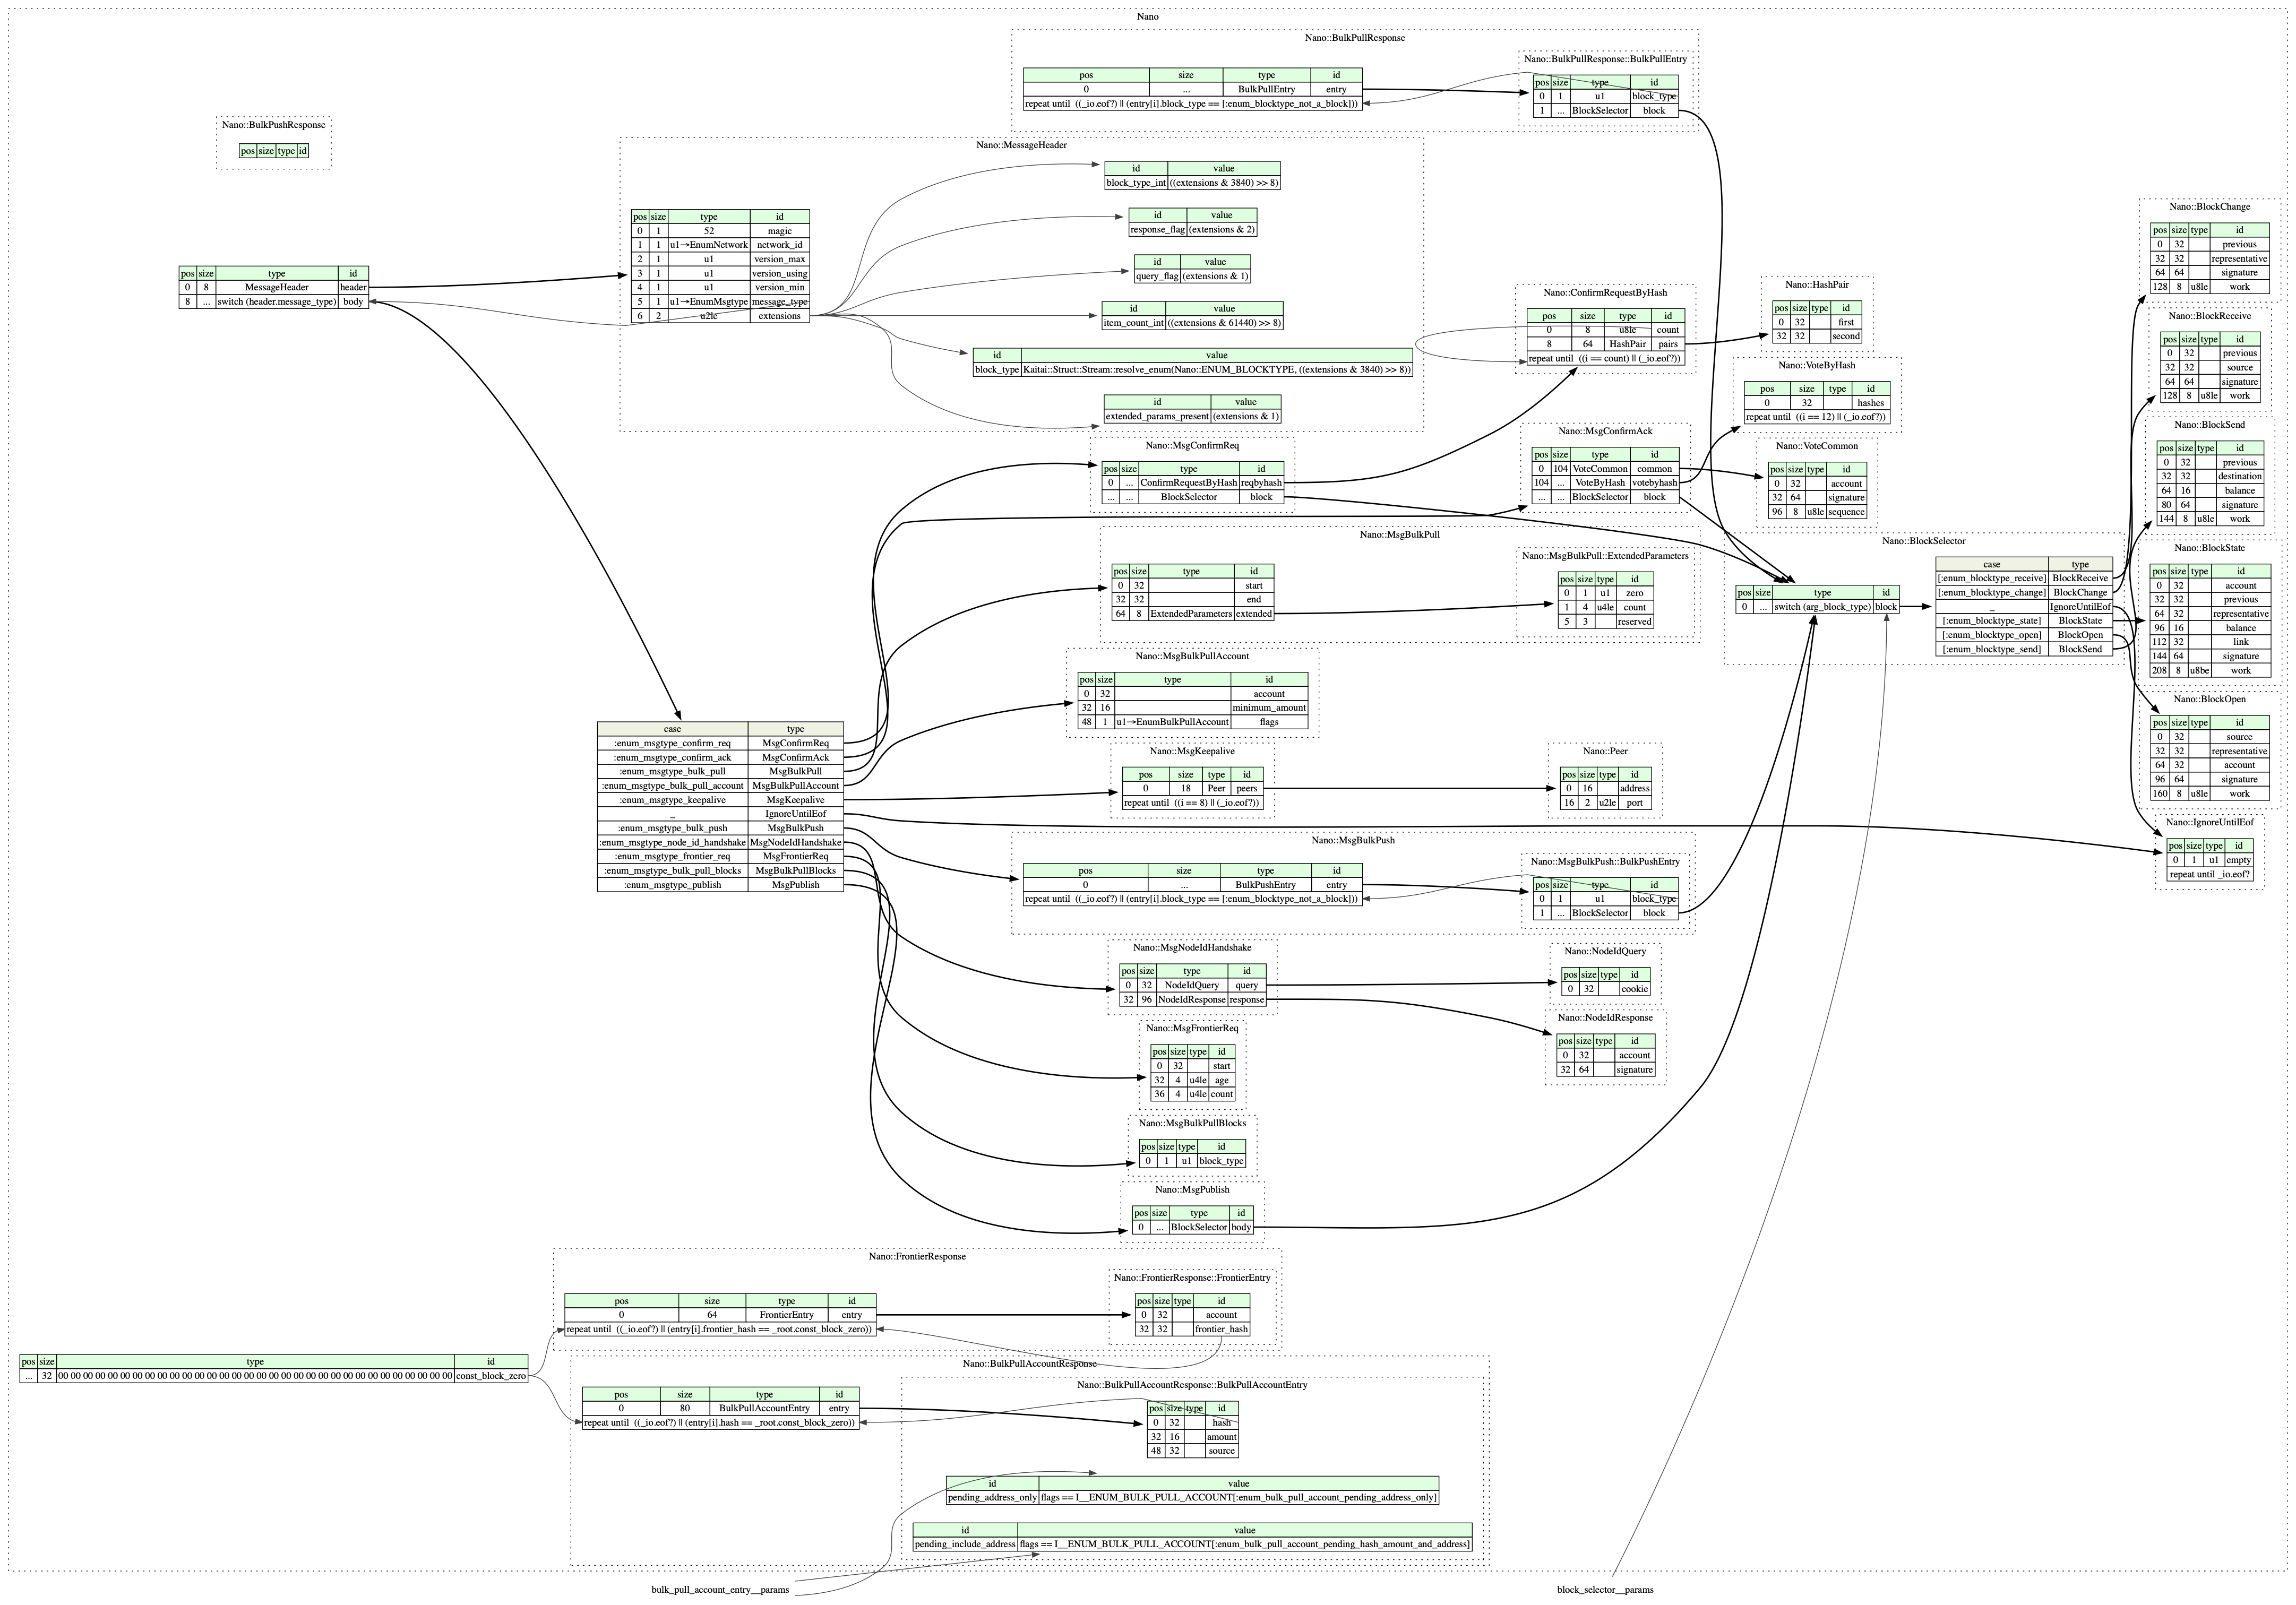 Nano
Nano::BulkPullResponse
pos size type id
0 ... BulkPullEntry entry
repeat until ((_io.eof?) || (entry[i].block_type == [:enum_blocktype_not_a_block]))
Nano::BulkPullResponse::BulkPullEntry
pos size type id
0 1 u1 block_type
1 ... BlockSelector block
Nano::BulkPushResponse
pos size type id
Nano::MessageHeader
pos size type id
0 1 52 magic
1 1 u1→EnumNetwork network_id
2 1 u1 version_max
3 1 u1 version_using
4 1 u1 version_min
5 1 u1→EnumMsgtype message_type
6 2 u2le extensions
id value
block_type_int ((extensions & 3840) >> 8)
id value
response_flag (extensions & 2)
id value
query_flag (extensions & 1)
id value
item_count_int ((extensions & 61440) >> 8)
id value
block_type Kaitai::Struct::Stream::resolve_enum(Nano::ENUM_BLOCKTYPE, ((extensions & 3840) >> 8))
id value
extended_params_present (extensions & 1)
pos size type id
0 8 MessageHeader header
8 ... switch (header.message_type) body
Nano::ConfirmRequestByHash
pos size type id
0 8 u8le count
8 64 HashPair pairs
repeat until ((i == count) || (_io.eof?))
Nano::HashPair
pos size type id
0 32 first
32 32 second
Nano::VoteByHash
pos size type id
0 32 hashes
repeat until ((i == 12) || (_io.eof?))
Nano::VoteCommon
pos size type id
0 32 account
32 64 signature
96 8 u8le sequence
Nano::BlockChange
pos size type id
0 32 previous
32 32 representative
64 64 signature
128 8 u8le work
Nano::BlockReceive
pos size type id
0 32 previous
32 32 source
64 64 signature
128 8 u8le work
Nano::BlockSend
pos size type id
0 32 previous
32 32 destination
64 16 balance
80 64 signature
144 8 u8le work
Nano::MsgConfirmReq
pos size type id
0 ... ConfirmRequestByHash reqbyhash
... ... BlockSelector block
Nano::MsgConfirmAck
pos size type id
0 104 VoteCommon common
104 ... VoteByHash votebyhash
... ... BlockSelector block
Nano::MsgBulkPull
pos size type id
0 32 start
32 32 end
64 8 ExtendedParameters extended
Nano::MsgBulkPull::ExtendedParameters
pos size type id
0 1 u1 zero
1 4 u4le count
5 3 reserved
Nano::BlockSelector
pos size type id
0 ... switch (arg_block_type) block
case type
[:enum_blocktype_receive] BlockReceive
[:enum_blocktype_change] BlockChange
_ IgnoreUntilEof
[:enum_blocktype_state] BlockState
[:enum_blocktype_open] BlockOpen
[:enum_blocktype_send] BlockSend
Nano::BlockState
pos size type id
0 32 account
32 32 previous
64 32 representative
96 16 balance
112 32 link
144 64 signature
208 8 u8be work
Nano::MsgBulkPullAccount
pos size type id
0 32 account
32 16 minimum_amount
48 1 u1→EnumBulkPullAccount flags
Nano::BlockOpen
pos size type id
0 32 source
32 32 representative
64 32 account
96 64 signature
160 8 u8le work
case type
:enum_msgtype_confirm_req MsgConfirmReq
:enum_msgtype_confirm_ack MsgConfirmAck
:enum_msgtype_bulk_pull MsgBulkPull
:enum_msgtype_bulk_pull_account MsgBulkPullAccount
:enum_msgtype_keepalive MsgKeepalive
_ IgnoreUntilEof
:enum_msgtype_bulk_push MsgBulkPush
:enum_msgtype_node_id_handshake MsgNodeIdHandshake
:enum_msgtype_frontier_req MsgFrontierReq
:enum_msgtype_bulk_pull_blocks MsgBulkPullBlocks
:enum_msgtype_publish MsgPublish
Nano::MsgKeepalive
pos size type id
0 18 Peer peers
repeat until ((i == 8) || (_io.eof?))
Nano::Peer
pos size type id
0 16 address
16 2 u2le port
Nano::IgnoreUntilEof
pos size type id
0 1 u1 empty
repeat until _io.eof?
Nano::MsgBulkPush
pos size type id
0 ... BulkPushEntry entry
repeat until ((_io.eof?) || (entry[i].block_type == [:enum_blocktype_not_a_block]))
Nano::MsgBulkPush::BulkPushEntry
pos size type id
0 1 u1 block_type
1 ... BlockSelector block
Nano::MsgNodeIdHandshake
pos size type id
0 32 NodeIdQuery query
32 96 NodeIdResponse response
Nano::NodeIdQuery
pos size type id
0 32 cookie
Nano::NodeIdResponse
pos size type id
0 32 account
32 64 signature
Nano::MsgFrontierReq
pos size type id
0 32 start
32 4 u4le age
36 4 u4le count
Nano::MsgBulkPullBlocks
pos size type id
0 1 u1 block_type
Nano::MsgPublish
pos size type id
0 ... BlockSelector body
Nano::FrontierResponse
pos size type id
0 64 FrontierEntry entry
repeat until ((_io.eof?) || (entry[i].frontier_hash == _root.const_block_zero))
Nano::FrontierResponse::FrontierEntry
pos size type id
0 32 account
32 32 frontier_hash
pos size type id
... 32 00 00 00 00 00 00 00 00 00 00 00 00 00 00 00 00 00 00 00 00 00 00 00 00 00 00 00 00 00 00 00 00 const_block_zero
Nano::BulkPullAccountResponse
pos size type id
0 80 BulkPullAccountEntry entry
repeat until ((_io.eof?) || (entry[i].hash == _root.const_block_zero))
Nano::BulkPullAccountResponse::BulkPullAccountEntry
pos size type id
0 32 hash
32 16 amount
48 32 source
id value
pending_address_only flags == I__ENUM_BULK_PULL_ACCOUNT[:enum_bulk_pull_account_pending_address_only]
id value
pending_include_address flags == I__ENUM_BULK_PULL_ACCOUNT[:enum_bulk_pull_account_pending_hash_amount_and_address]
bulk_pull_account_entry__params
block_selector__params